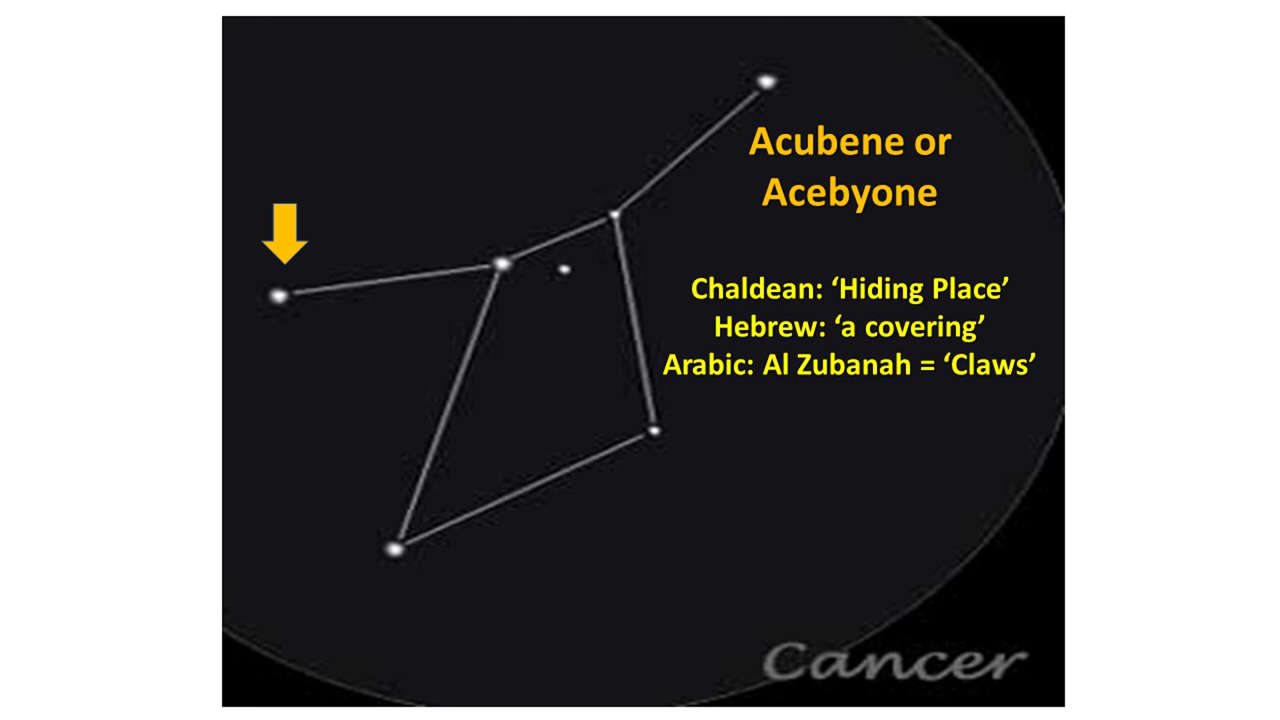 Acubene or
Acebyone
Chaldean: ‘Hiding Place’
Hebrew: ‘a covering’
Arabic: Al Zubanah = ‘Claws’
Cancer